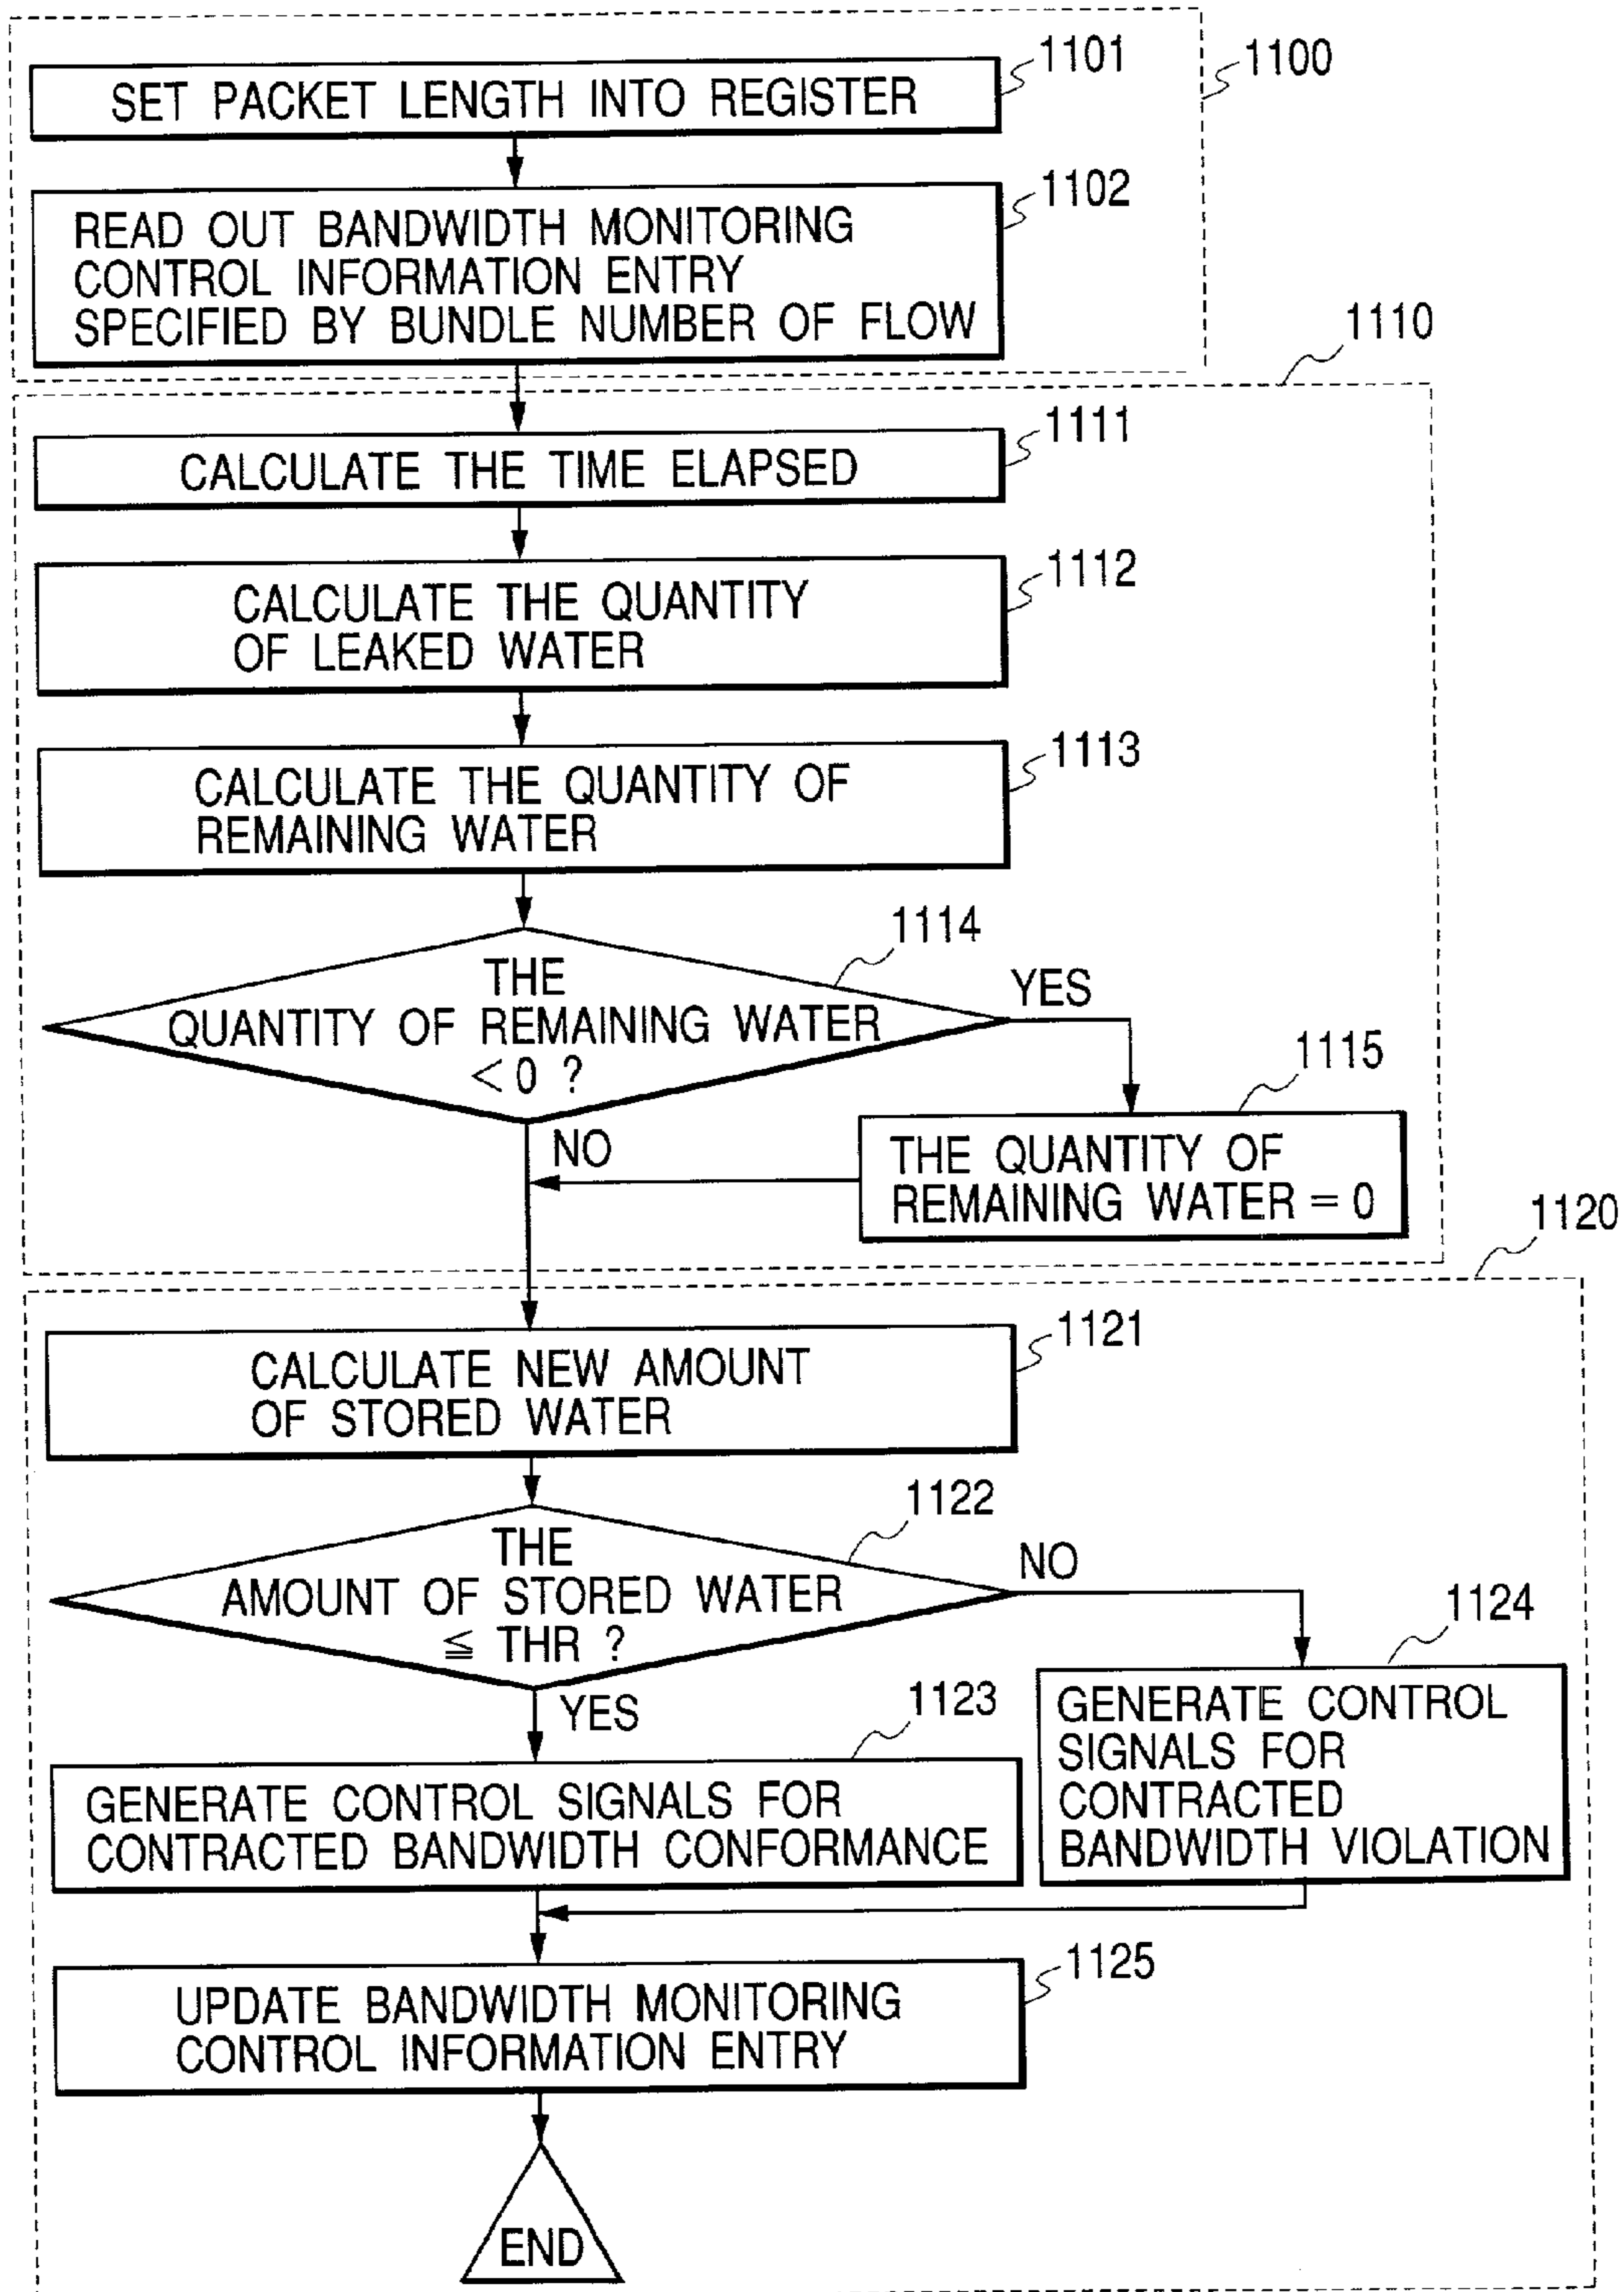 1100
1101
SET PACKET LENGTH INTO REGISTER
1102
READ OUT BANDWIDTH MONITORING
CONTROL INFORMATION ENTRY
SPECIFIED BY BUNDLE NUMBER OF FLOW
1110
1111
CALCULATE THE TIME ELAPSED
1112
CALCULATE THE QUANTITY
OF LEAKED WATER
1113
CALCULATE THE QUANTITY OF
REMAINING WATER
1114
THE
QUANTITY OF REMAINING WATER
< 0 ?
YES
NO
1115
THE QUANTITY OF
REMAINING WATER = 0
1120
1121
CALCULATE NEW AMOUNT
OF STORED WATER
1122
THE
AMOUNT OF STORED WATER
≦ THR ?
NO
YES
1123
GENERATE CONTROL SIGNALS FOR
CONTRACTED BANDWIDTH CONFORMANCE
1124
GENERATE CONTROL
SIGNALS FOR
CONTRACTED
BANDWIDTH VIOLATION
1125
UPDATE BANDWIDTH MONITORING
CONTROL INFORMATION ENTRY
END